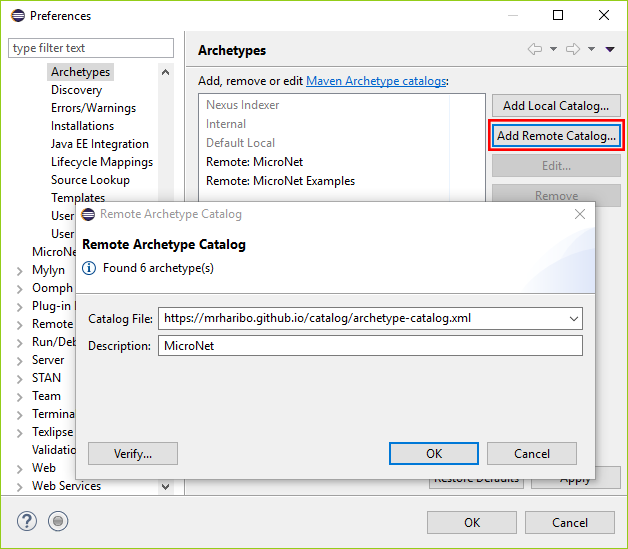 Preferences
type filter text
Archetypes
Discovery
Errors/Warnings
Installations
Java EE Integration
Lifecycle Mappings
Source Lookup
Templates
User
User
MicroNe
Mylyn
Oomph
Plug-in
Remote
Run/Deb
Server
STAN
Team
Termina
Texlipse
Validatio
Web
Web Services
Archetypes
Add, remove or edit Maven Archetype catalogs:
Nexus Indexer
Internal
Default Local
Remote: MicroNet
Remote: MicroNet Examples
Add Local Catalog...
Add Remote Catalog...
Edit...
Remove
Remote Archetype Catalog
Remote Archetype Catalog
Found 6 archetype(s)
Catalog File: https://mrharibo.github.io/catalog/archetype-catalog.xml
Description: MicroNet
Verify... OK Cancel
Restore Defaults Apply
OK Cancel